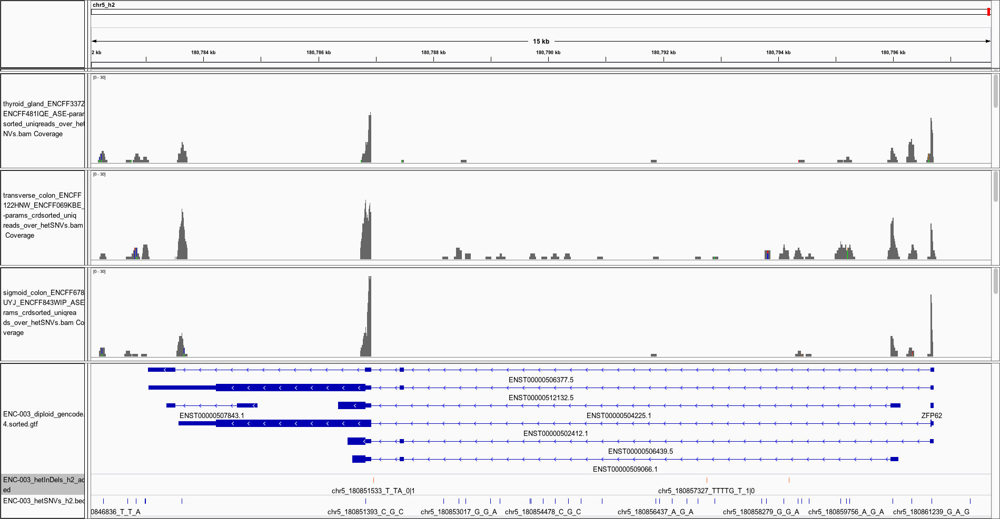 chr5_h2
15 kb
2 kb 180,784 kb 180,786 kb 180,788 kb 180,790 kb 180,792 kb 180,794 kb 180,796 kb
[0 - 30]
thyroid_gland_ENCFF337Z
ENCFF481IQE_ASE-parar
sorted_uniqreads_over_het
NVs.bam Coverage
[0 - 30]
transverse_colon_ENCFF
122HNW_ENCFF069KBE_
-params_crdsorted_uniq
reads_over_hetSNVs.bam
Coverage
[0 - 30]
sigmoid_colon_ENCFF678
UYJ_ENCFF843WIP_ASE
rams_crdsorted_uniqrea
ds_over_hetSNVs.bam Co
verage
ENST00000506377.5
ENST00000512132.5
ENC-003_diploid_gencode.
4.sorted.gtf
ENST00000507843.1 ENST00000504225.1 ZFP62
ENST00000502412.1
ENST00000506439.5
ENST00000509066.1
ENC-003_hetInDels_h2_ac
ed
chr5_180851533_T_TA_0|1 chr5_180857327_TTTTG_T_1|0
ENC-003_hetSNVs_h2.bed
0846836_T_T_A chr5_180851393_C_G_C chr5_180853017_G_G_A chr5_180854478_C_G_C chr5_180856437_A_G_A chr5_180858279_G_G_A chr5_180859756_A_G_A chr5_180861239_G_A_G